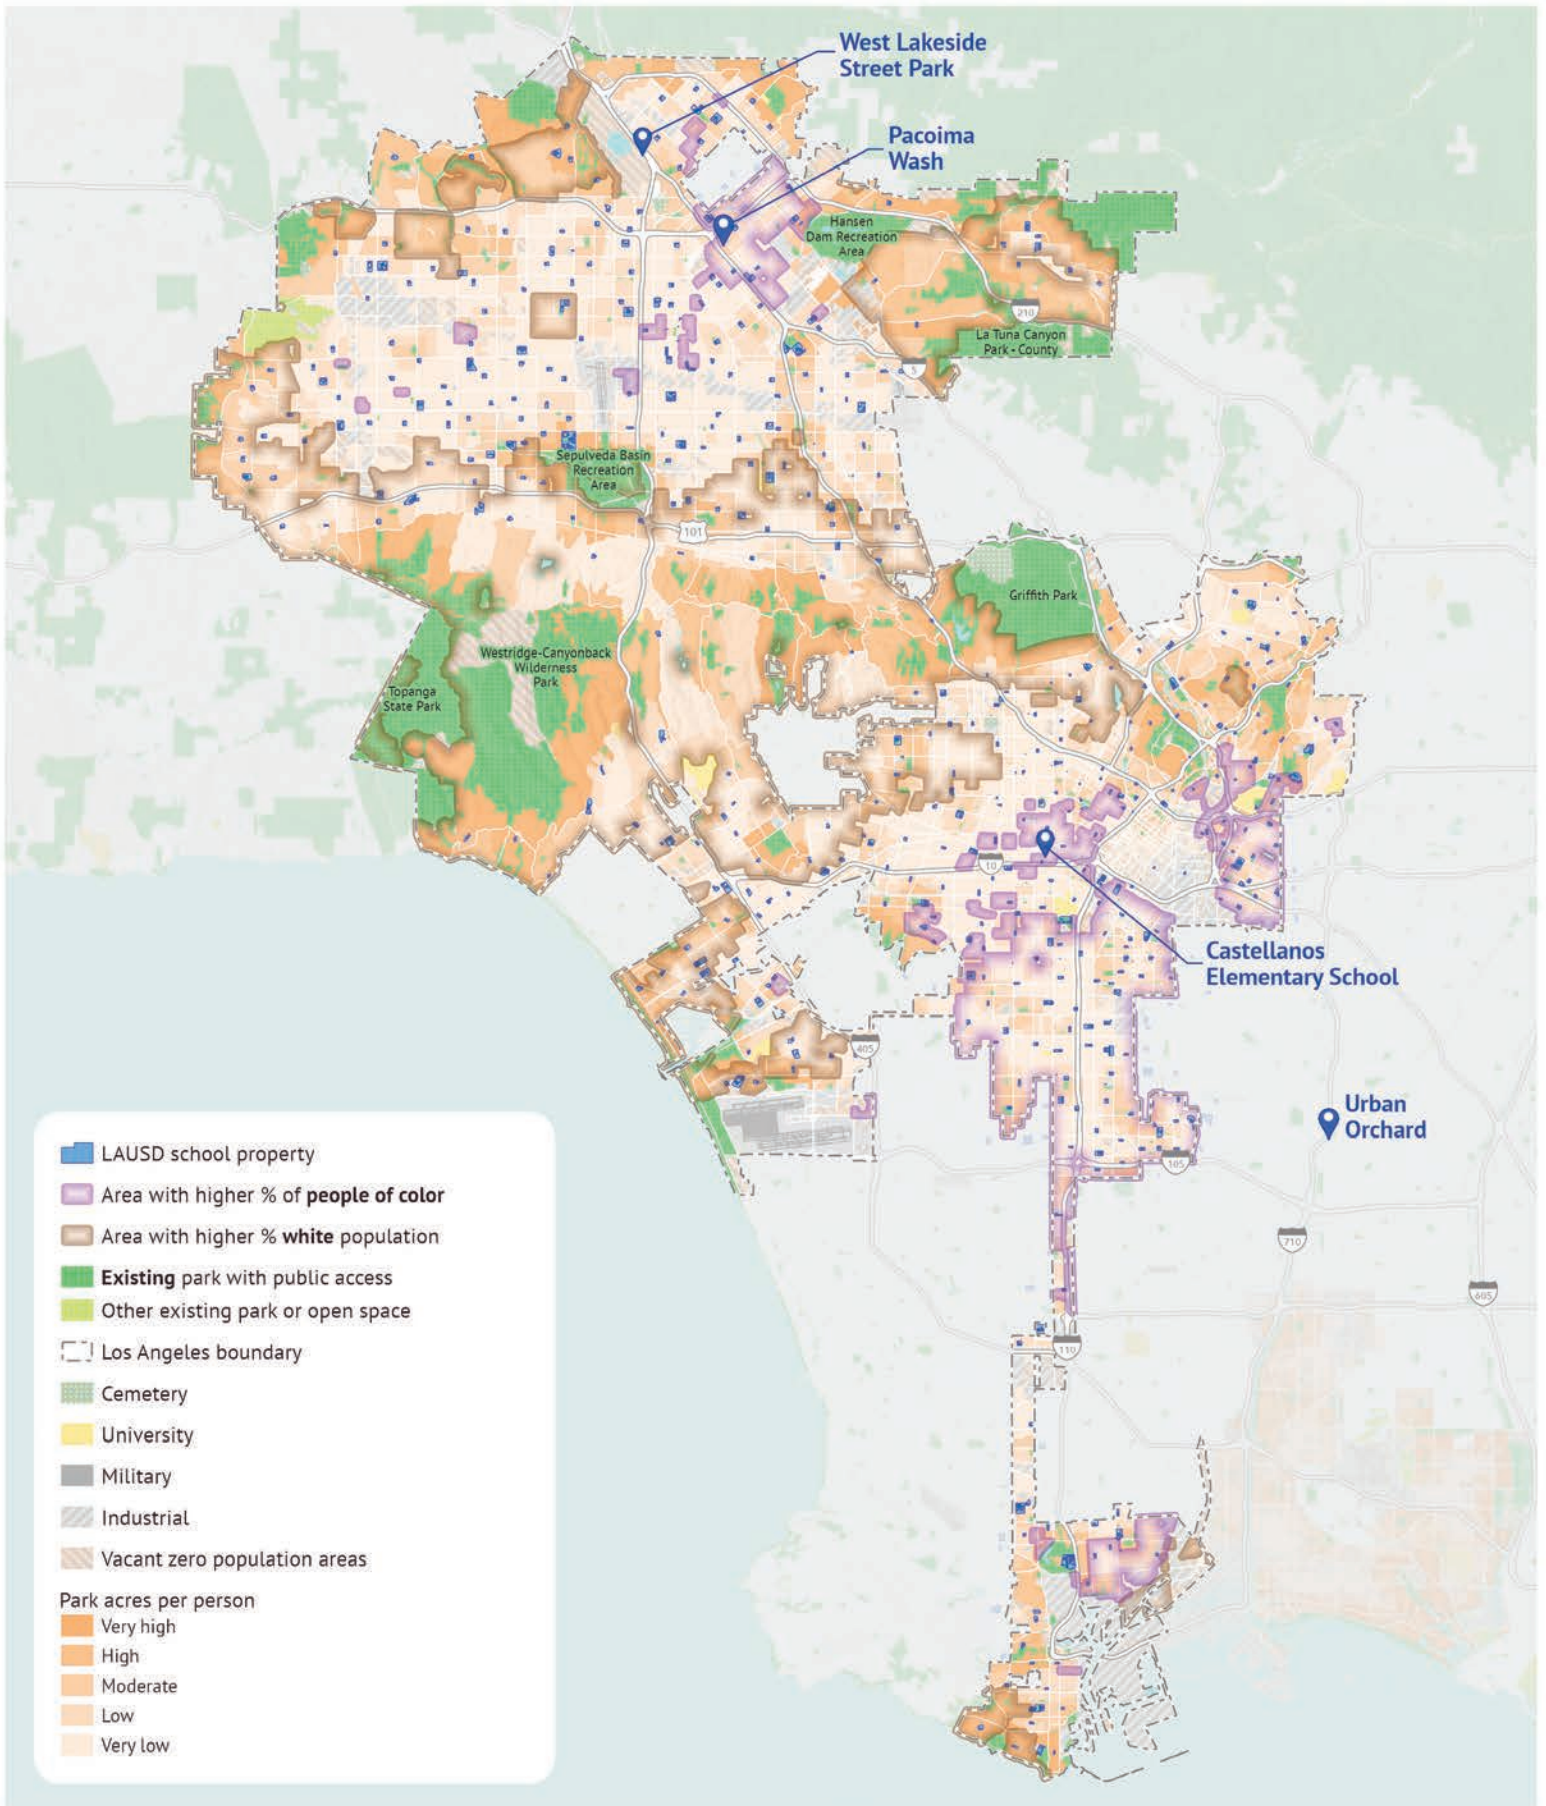 West Lakeside
Street Park
Pacoima
Wash
Hansen
Dam Recreation
Area
210
La Tuna Canyon
Park - County
5
Sepulveda Basin
Recreation
Area
101
Griffith Park
Westridge-Canyonback
Wilderness
Park
Topanga
State Park
10
Castellanos
Elementary School
405
Urban
Orchard
105
710
605
110
LAUSD school property
Area with higher % of people of color
Area with higher % white population
Existing park with public access
Other existing park or open space
Los Angeles boundary
Cemetery
University
Military
Industrial
Vacant zero population areas
Park acres per person
Very high
High
Moderate
Low
Very low